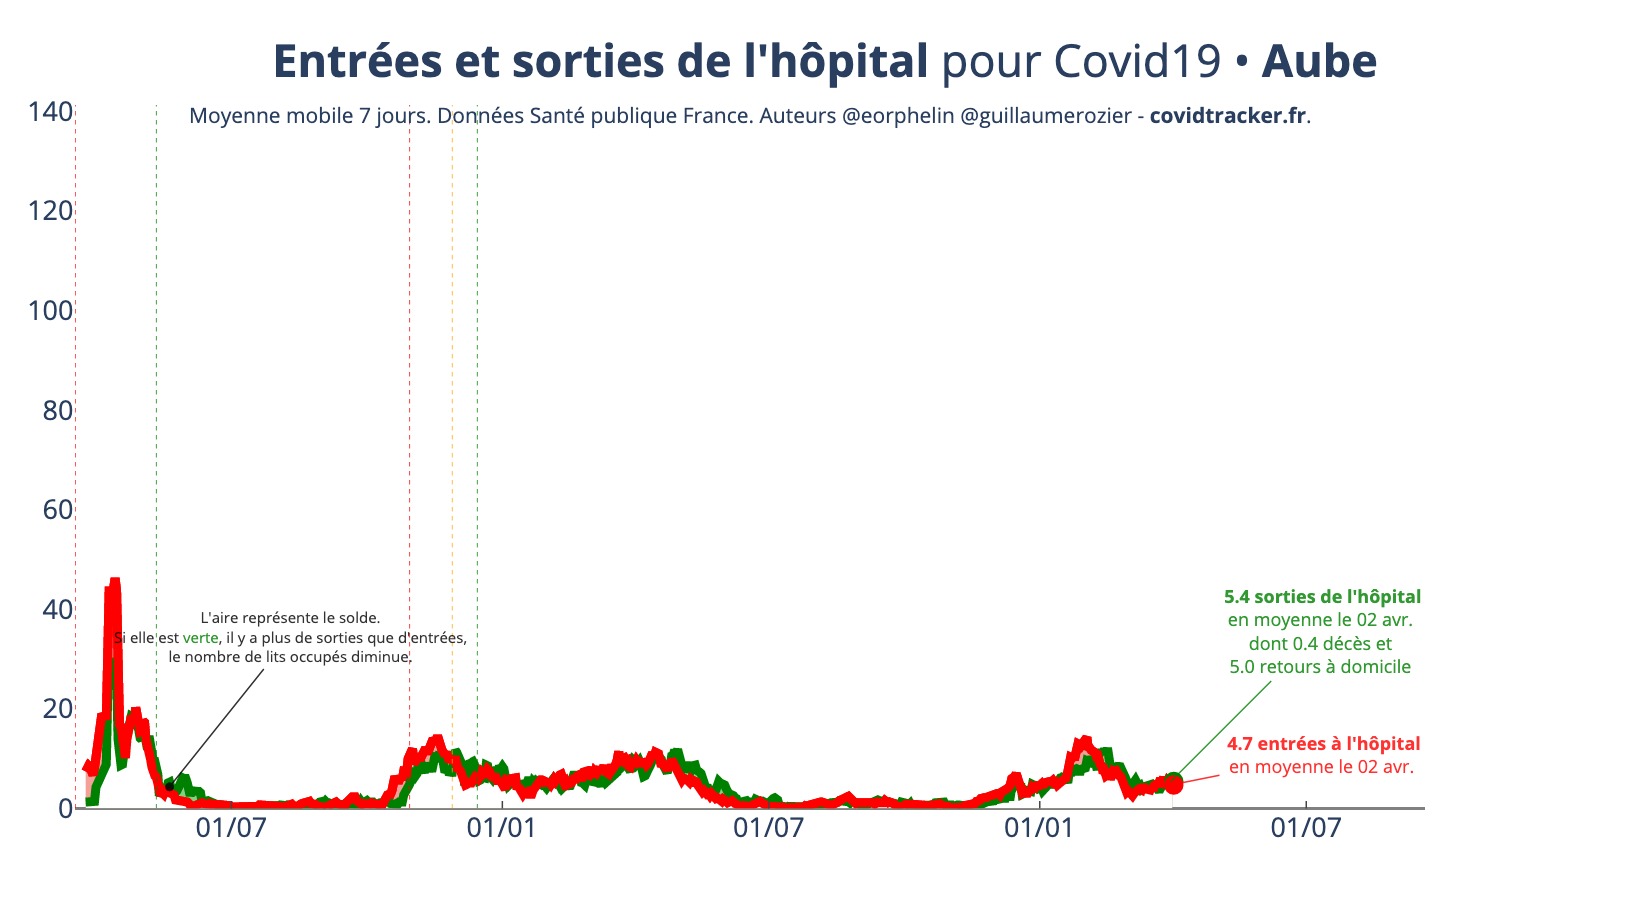 Entrées et sorties de l'hôpital pour Covid19 • Aube
Moyenne mobile 7 jours. Données Santé publique France. Auteurs @eorphelin @guillaumerozier - covidtracker.fr.
140
120
100
80
60
40
20
0
L'aire représente le solde.
Si elle est verte, il y a plus de sorties que d'entrées,
le nombre de lits occupés diminue.
5.4 sorties de l'hôpital
en moyenne le 02 avr.
dont 0.4 décès et
5.0 retours à domicile
4.7 entrées à l'hôpital
en moyenne le 02 avr.
01/07
01/01
01/07
01/01
01/07